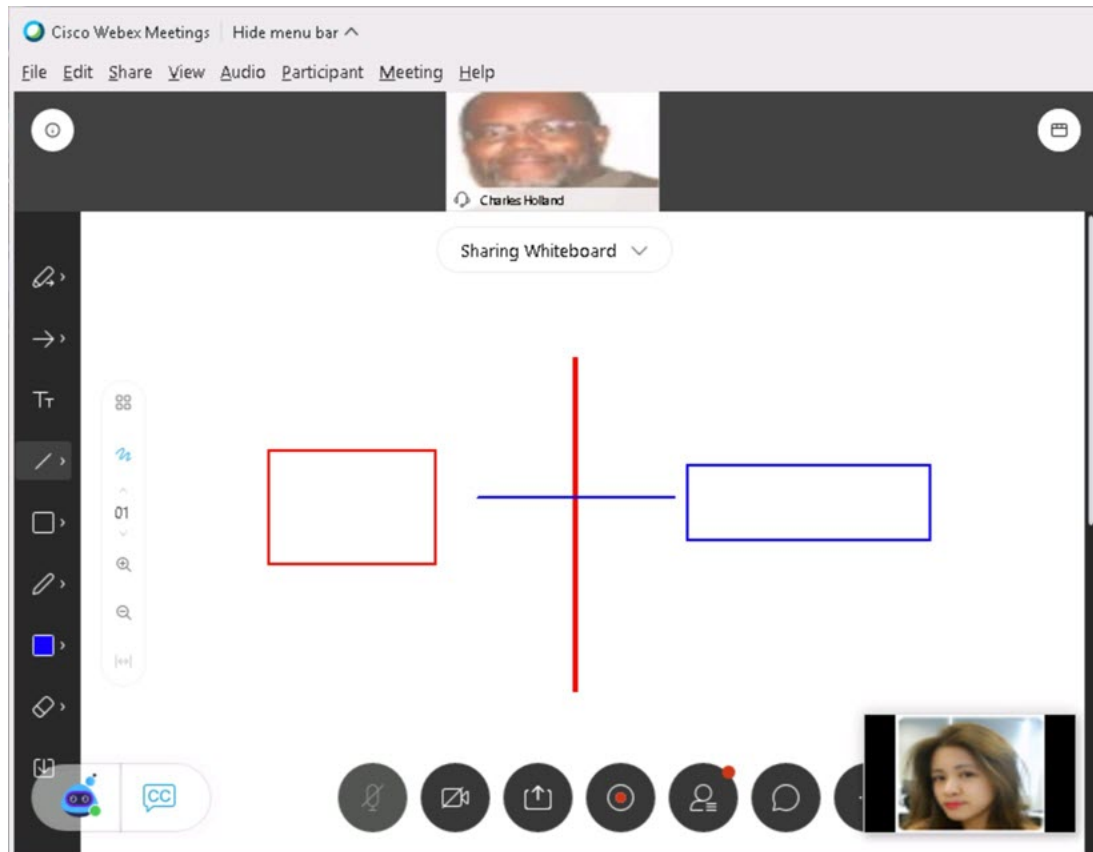 Cisco Webex Meetings Hide menu bar
File Edit Share View Audio Participant Meeting Help
Charles Holland
Sharing Whiteboard
TT
01
CC